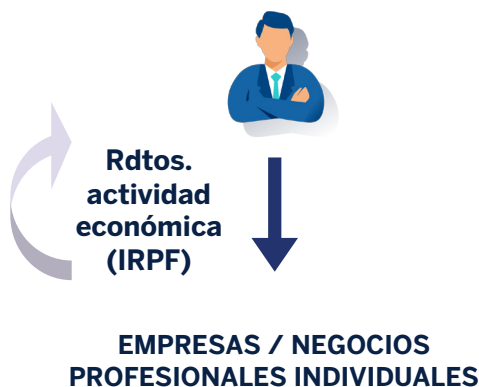 Rdtos.
actividad
económica
(IRPF)
EMPRESAS / NEGOCIOS
PROFESIONALES INDIVIDUALES